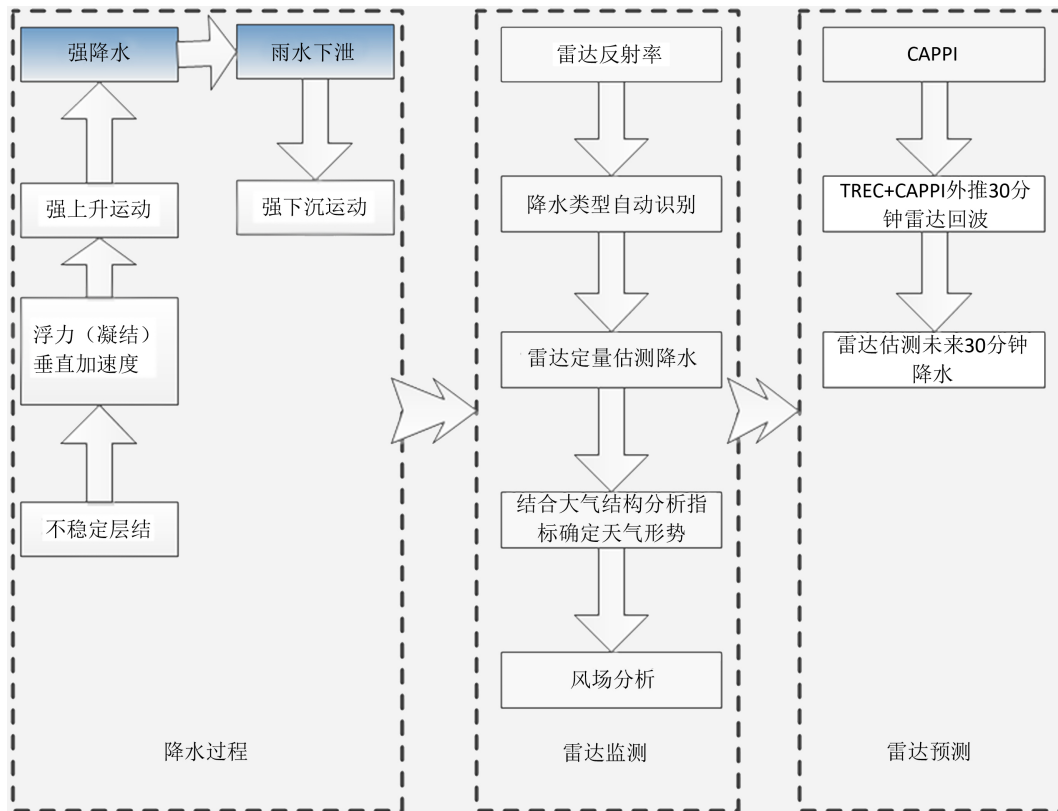 强降水
雨水下泄
强上升运动
强下沉运动
浮力（凝结）
垂直加速度
不稳定层结
降水过程
雷达反射率
降水类型自动识别
雷达定量估测降水
结合大气结构分析指
标确定天气形势
风场分析
雷达监测
CAPPI
TREC+CAPPI外推30分
钟雷达回波
雷达估测未来30分钟
降水
雷达预测